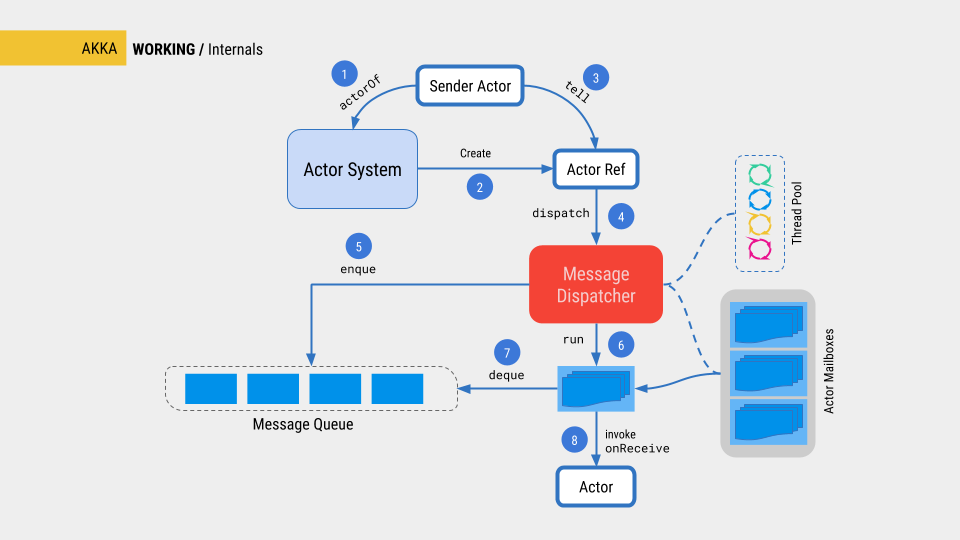 AKKA WORKING / Internals
1
actorOf
Sender Actor
tell
3
Actor System
Create
2
Actor Ref
dispatch
4
Thread Pool
5
enque
Message
Dispatcher
run
6
7
deque
Actor Mailboxes
Message Queue
8
invoke
onReceive
Actor